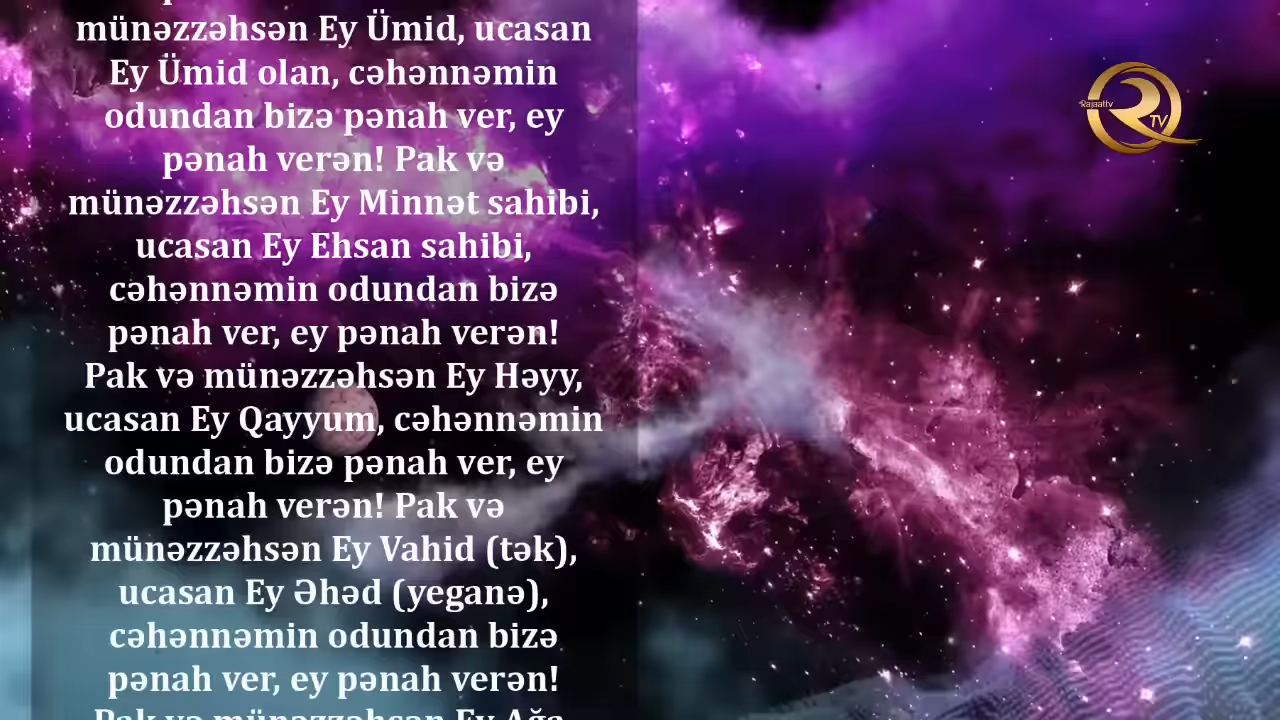 münəzzəhsən Ey Ümid, ucasan
Ey Ümid olan, cəhənnəmin
odundan bizə pənah ver, ey
pənah verən! Pak və
münəzzəhsən Ey Minnət sahibi,
ucasan Ey Ehsan sahibi,
cəhənnəmin odundan bizə
pənah ver, ey pənah verən!
Pak və münəzzəhsən Ey Həyy,
ucasan Ey Qayyum, cəhənnəmin
odundan bizə pənah ver, ey
pənah verən! Pak və
münəzzəhsən Ey Vahid (tək),
ucasan Ey Əhəd (yeganə),
cəhənnəmin odundan bizə
pənah ver, ey pənah verən!
Pak və münəzzəhsən Ey Ağa
Rajaattv
TV